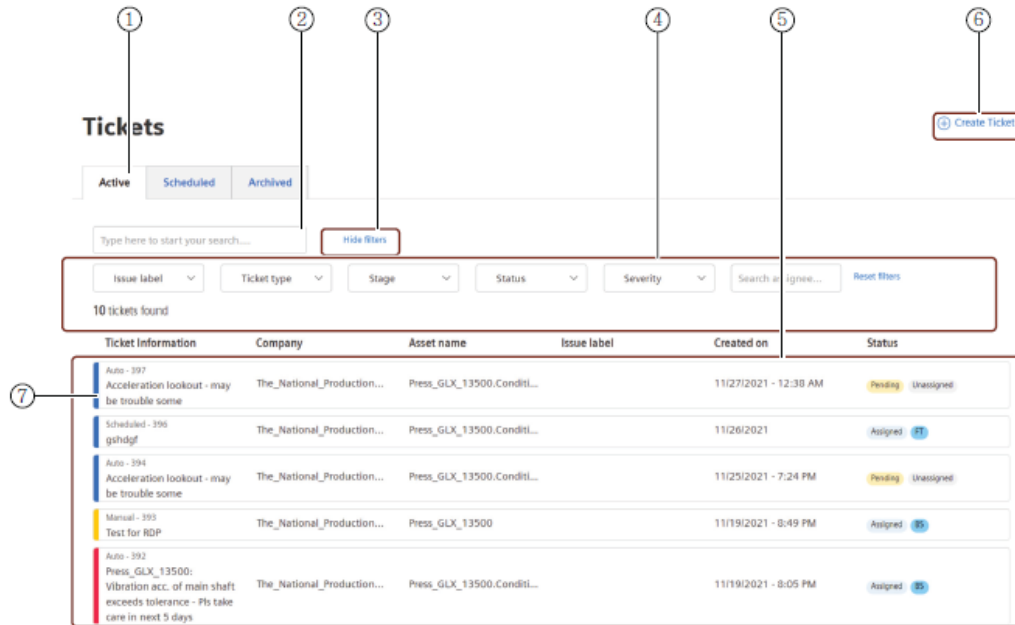 ① ② ③ ④ ⑤ ⑥
Tickets
Create Ticket
Active Scheduled Archived
Type here to start your search.... Hide filters
Issue label Ticket type Stage Status Severity Search assignee... Reset filters
10 tickets found
Ticket Information Company Asset name Issue label Created on Status
⑦
Auto - 397
Acceleration lookout - may The_National_Production... Press_GLX_13500.Conditi... 11/27/2021 - 12:38 AM Pending Unassigned
be trouble some
Scheduled - 396
gshdgf The_National_Production... Press_GLX_13500.Conditi... 11/26/2021 Assigned FT
Auto - 394
Acceleration lookout - may The_National_Production... Press_GLX_13500.Conditi... 11/25/2021 - 7:24 PM Pending Unassigned
be trouble some
Manual - 393
Test for RDP The_National_Production... Press_GLX_13500 11/19/2021 - 8:49 PM Assigned BS
Auto - 392
Press_GLX_13500:
Vibration acc. of main shaft The_National_Production... Press_GLX_13500.Conditi... 11/19/2021 - 8:05 PM Assigned BS
exceeds tolerance - Pls take
care in next 5 days